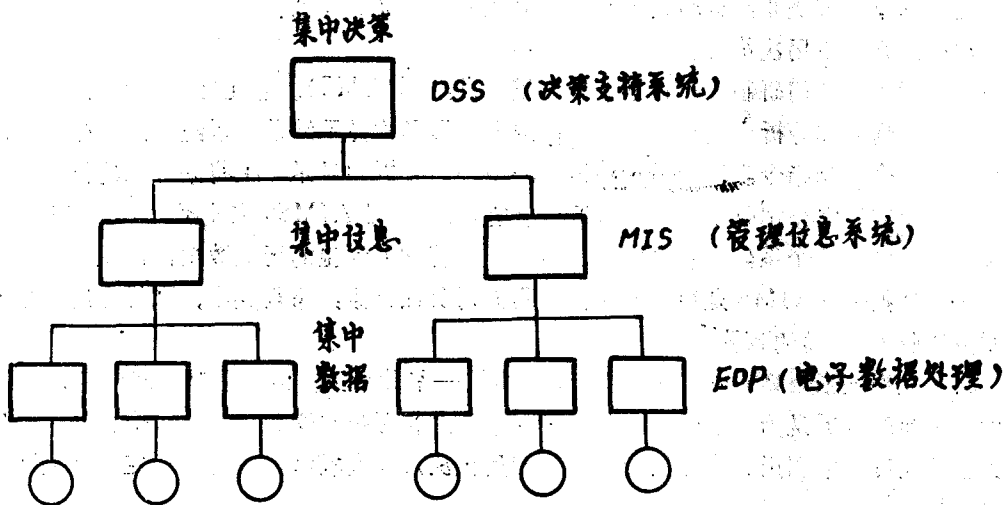 集中决策
DSS (决策支持系统)
集中信息
MIS (管理信息系统)
集中
数据
EDP(电子数据处理)